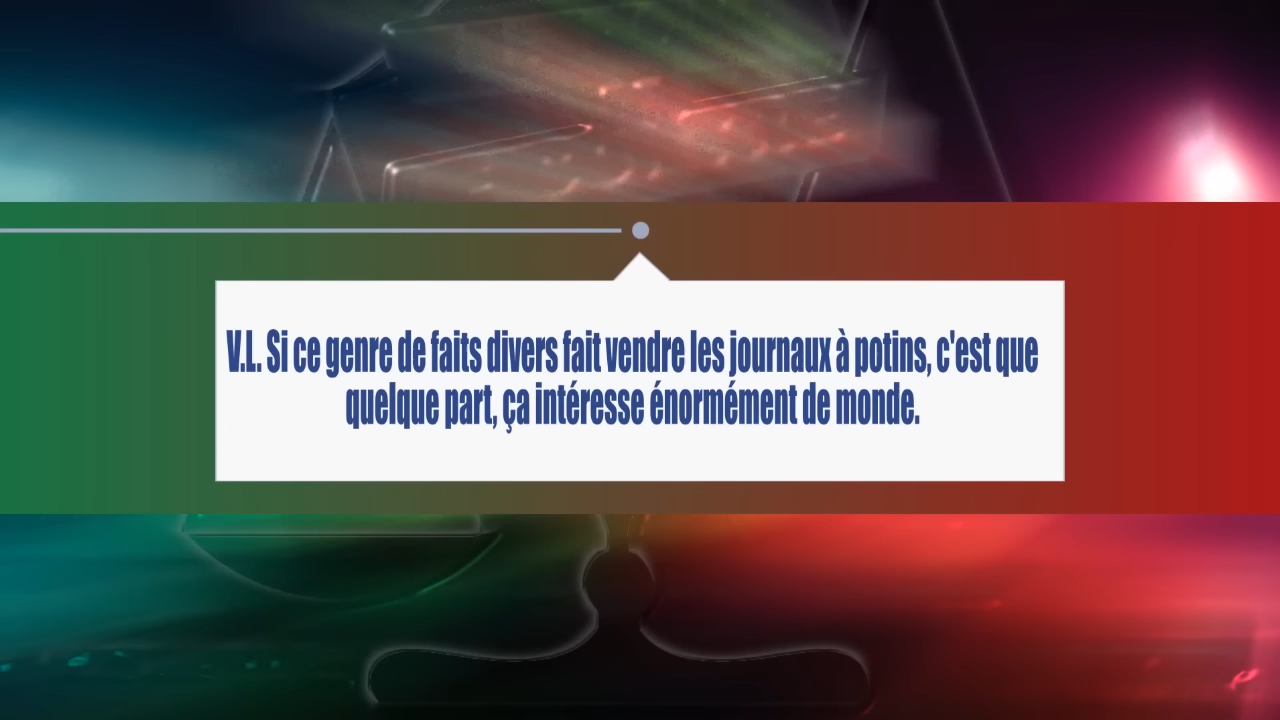 V.L. Si ce genre de faits divers fait vendre les journaux à potins, c'est que
quelque part, ça intéresse énormément de monde.